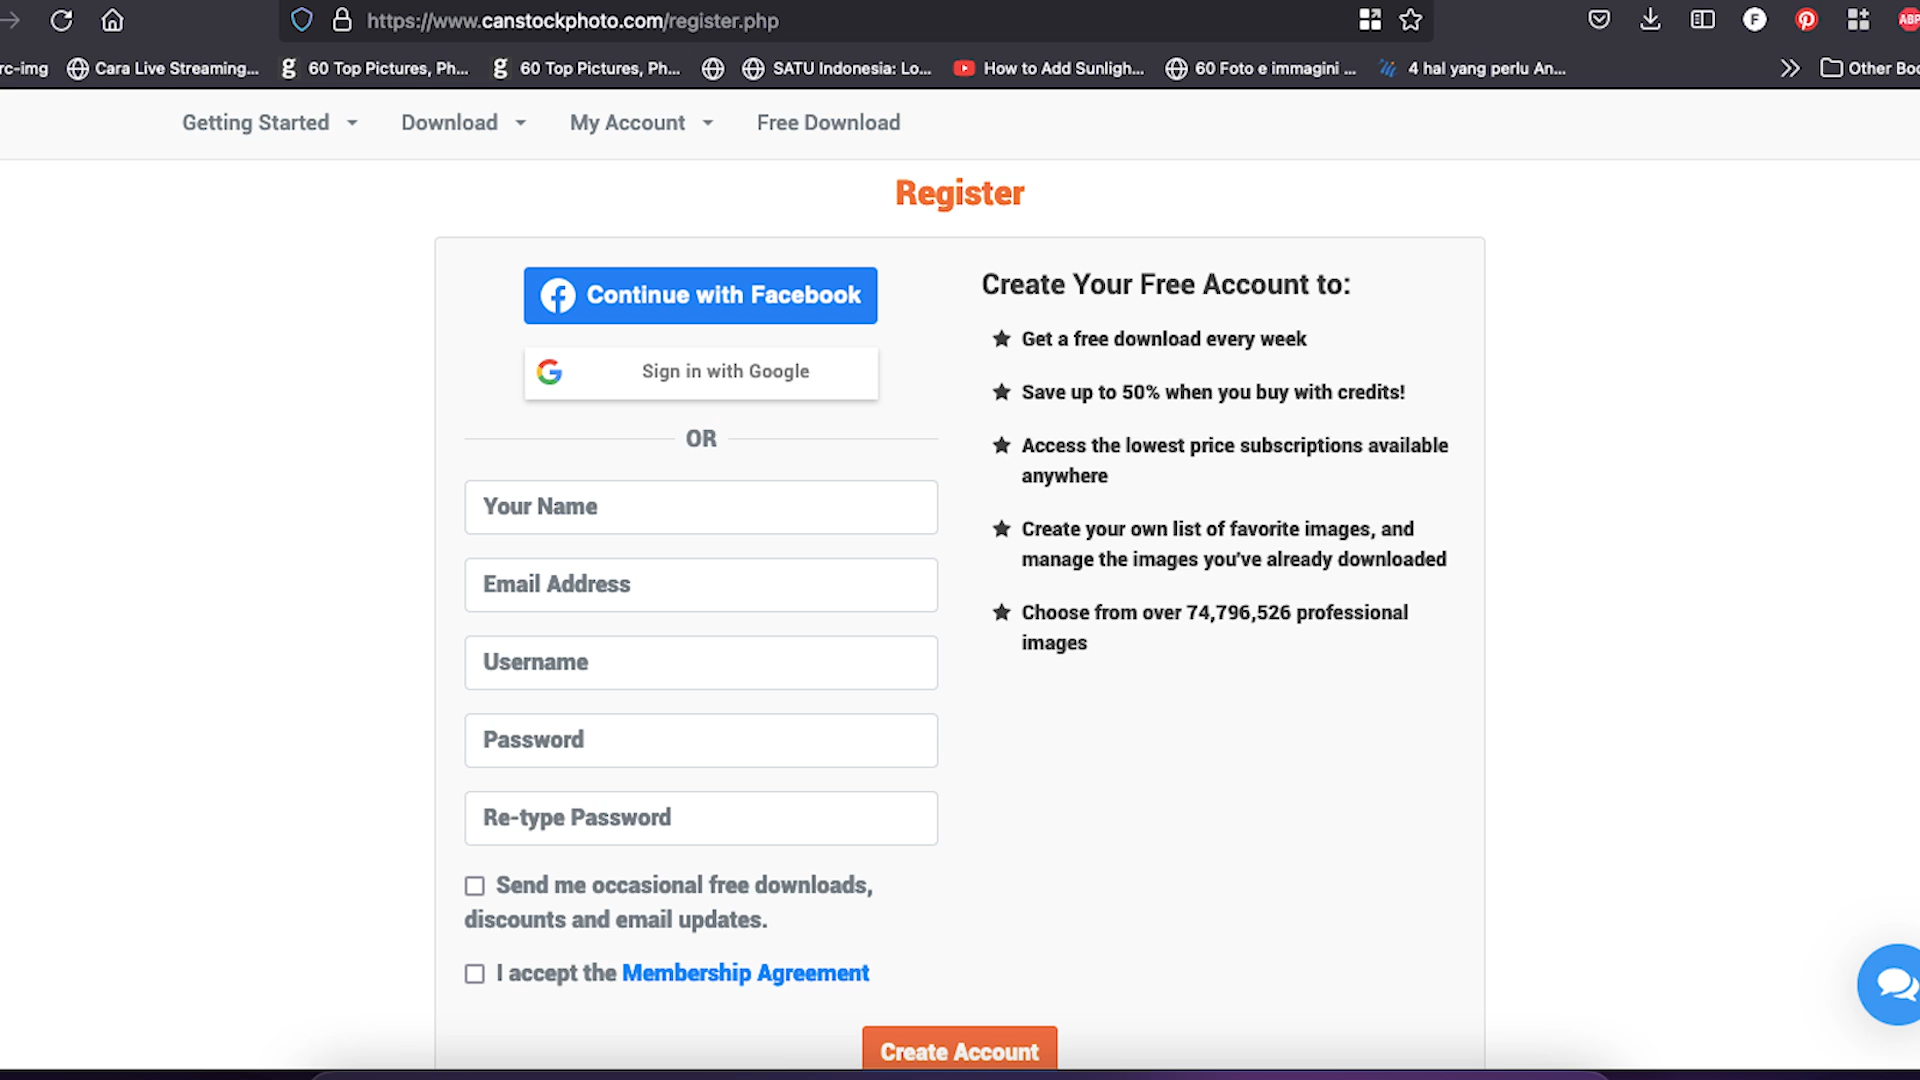 https://www.canstockphoto.com/register.php
F
ABP
rc-img
Cara Live Streaming...
g 60 Top Pictures, Ph...
g 60 Top Pictures, Ph...
SATU Indonesia: Lo...
How to Add Sunligh...
60 Foto e immagini ...
4 hal yang perlu An...
Other Boo
Getting Started
Download
My Account
Free Download
Register
Continue with Facebook
Sign in with Google
OR
Your Name
Email Address
Username
Password
Re-type Password
Send me occasional free downloads,
discounts and email updates.
I accept the Membership Agreement
Create Your Free Account to:
Get a free download every week
Save up to 50% when you buy with credits!
Access the lowest price subscriptions available
anywhere
Create your own list of favorite images, and
manage the images you've already downloaded
Choose from over 74,796,526 professional
images
Create Account